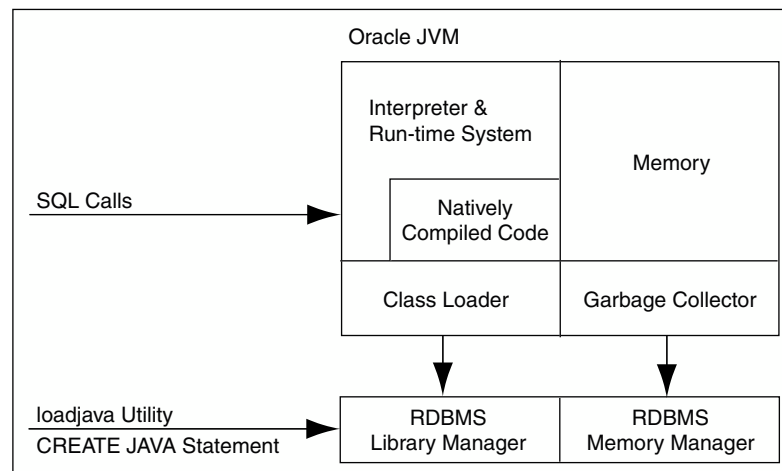 Oracle JVM
Interpreter &
Run-time System
Memory
SQL Calls
Natively
Compiled Code
Class Loader
Garbage Collector
loadjava Utility
CREATE JAVA Statement
RDBMS
Library Manager
RDBMS
Memory Manager